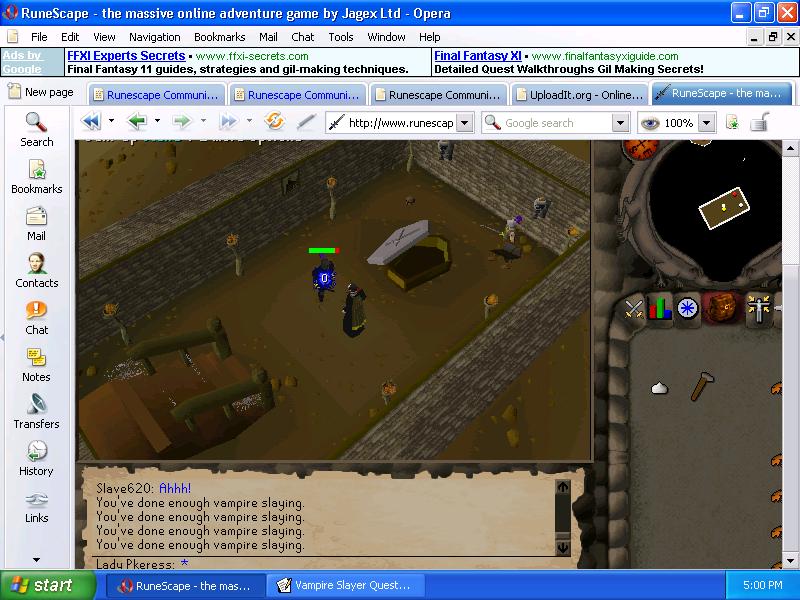 RuneScape - the massive online adventure game by Jagex Ltd - Opera
File Edit View Navigation Bookmarks Mail Chat Tools Window Help
Ads by Google
FFXI Experts Secrets • www.ffxi-secrets.com
Final Fantasy 11 guides, strategies and gil-making techniques.
Final Fantasy XI • www.finalfantasyxiguide.com
Detailed Quest Walkthroughs Gil Making Secrets!
New page
Runescape Communi...
Runescape Communi...
Runescape Communi...
UploadIt.org - Online...
RuneScape - the ma...
http://www.runescap
Google search
100%
Search
Bookmarks
Mail
Contacts
Chat
Notes
Transfers
History
Links
0
Slave620: Ahhh!
You've done enough vampire slaying.
You've done enough vampire slaying.
You've done enough vampire slaying.
You've done enough vampire slaying.
Lady Pkeress: *
start
RuneScape - the mas...
Vampire Slayer Quest...
5:00 PM